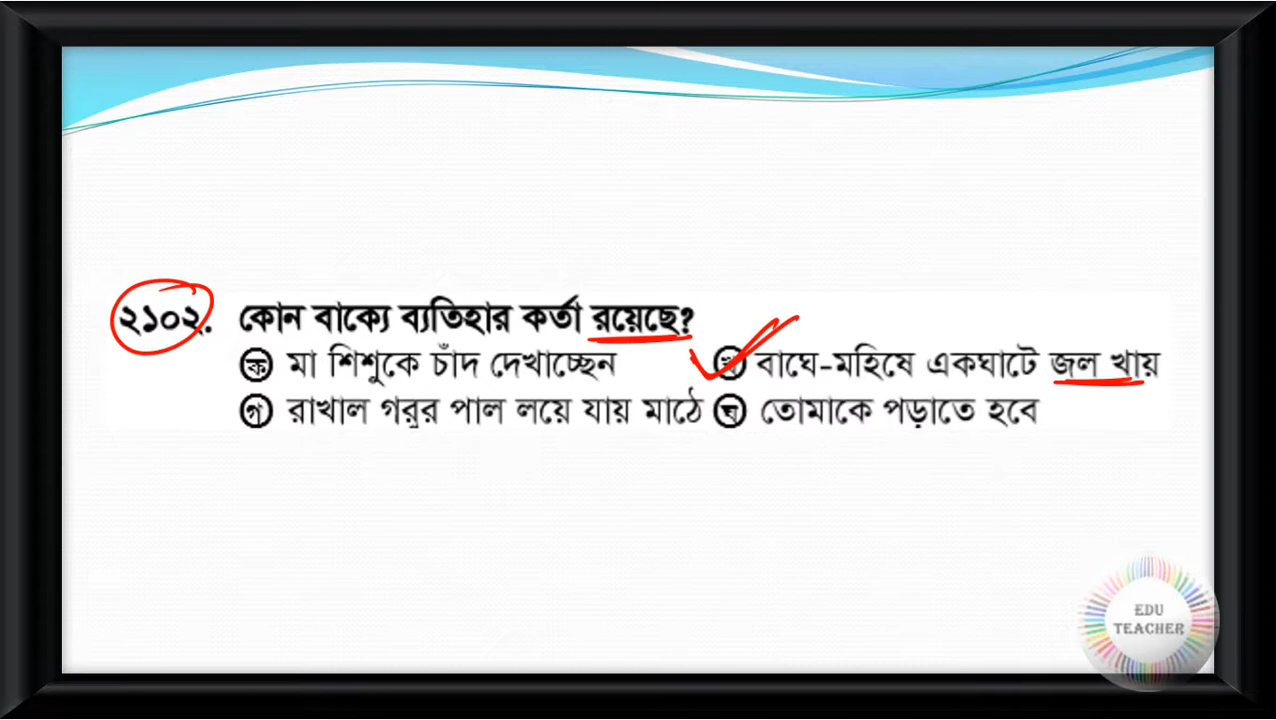 ২১০২. কোন বাক্যে ব্যতিহার কর্তা রয়েছে?
ক মা শিশুকে চাঁদ দেখাচ্ছেন খ বাঘে-মহিষে একঘাটে জল খায়
গ রাখাল গরুর পাল লয়ে যায় মাঠে ঘ তোমাকে পড়াতে হবে
EDU
TEACHER